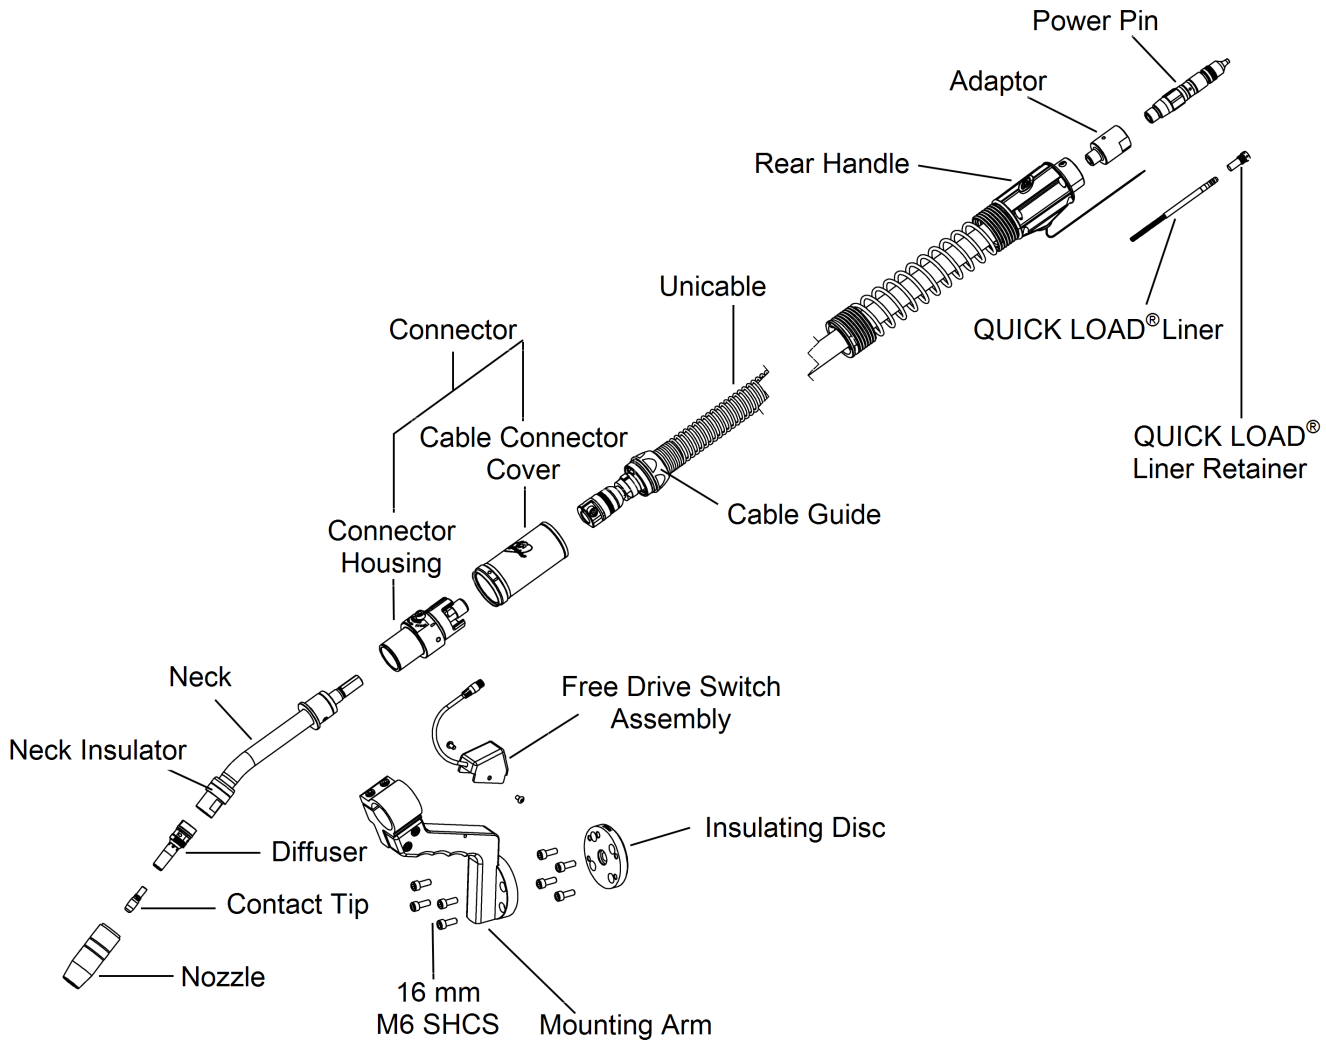 Power Pin
Adaptor
Rear Handle
Unicable
QUICK LOAD® Liner
Connector
QUICK LOAD®
Liner Retainer
Cable Connector
Cover
Cable Guide
Connector
Housing
Neck
Free Drive Switch
Assembly
Neck Insulator
Insulating Disc
Diffuser
Contact Tip
Nozzle
16 mm
M6 SHCS
Mounting Arm